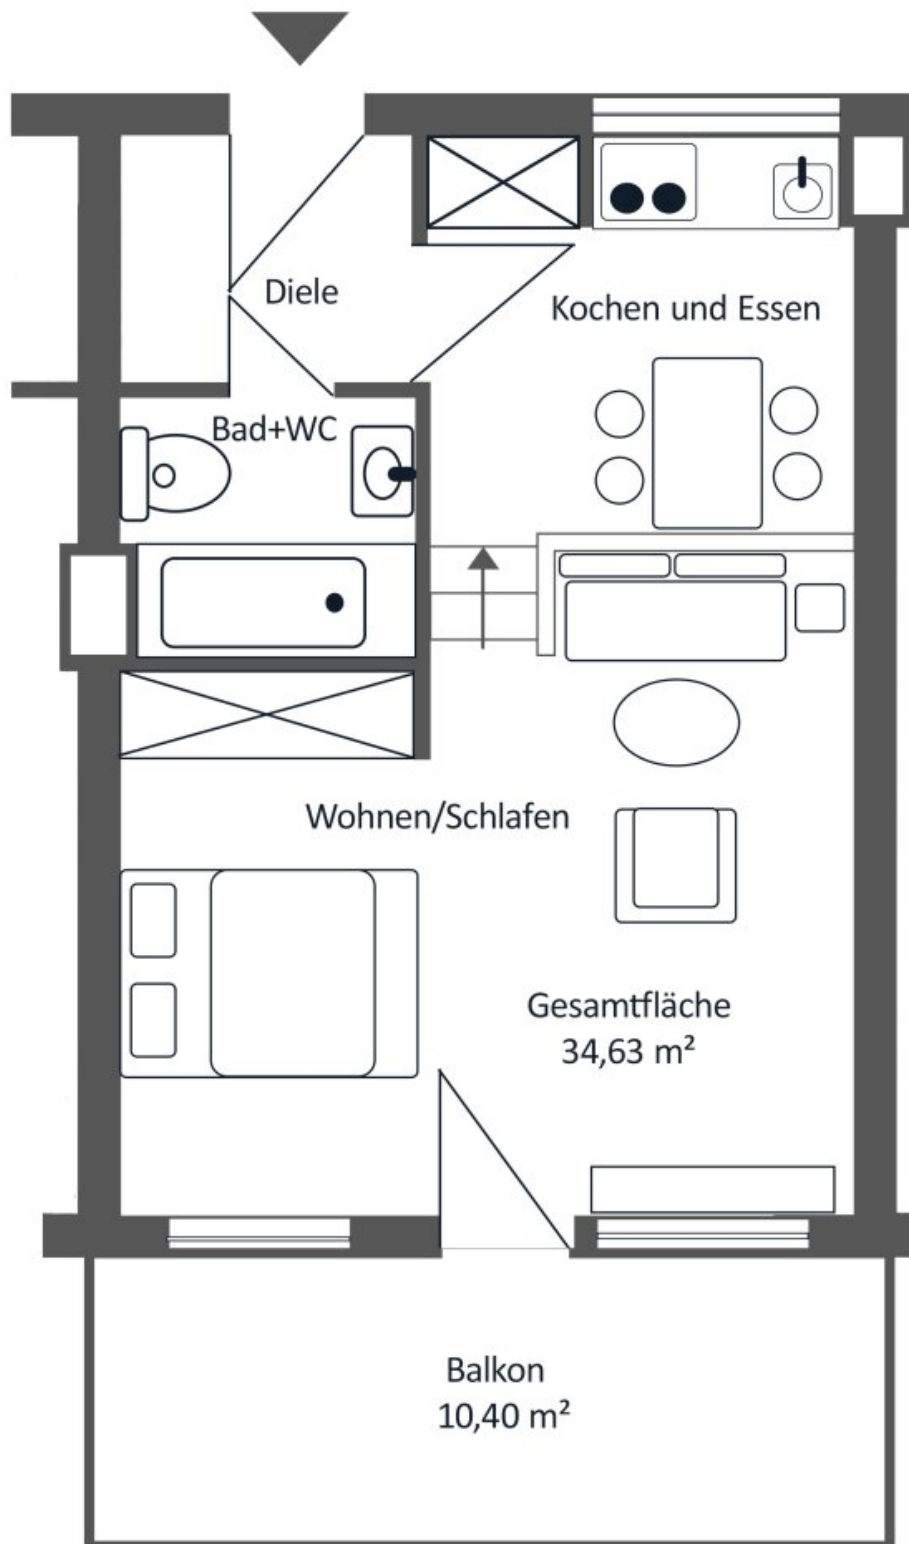 Diele
Kochen und Essen
Bad+WC
Wohnen/Schlafen
Gesamtfläche
34,63 m²
Balkon
10,40 m²